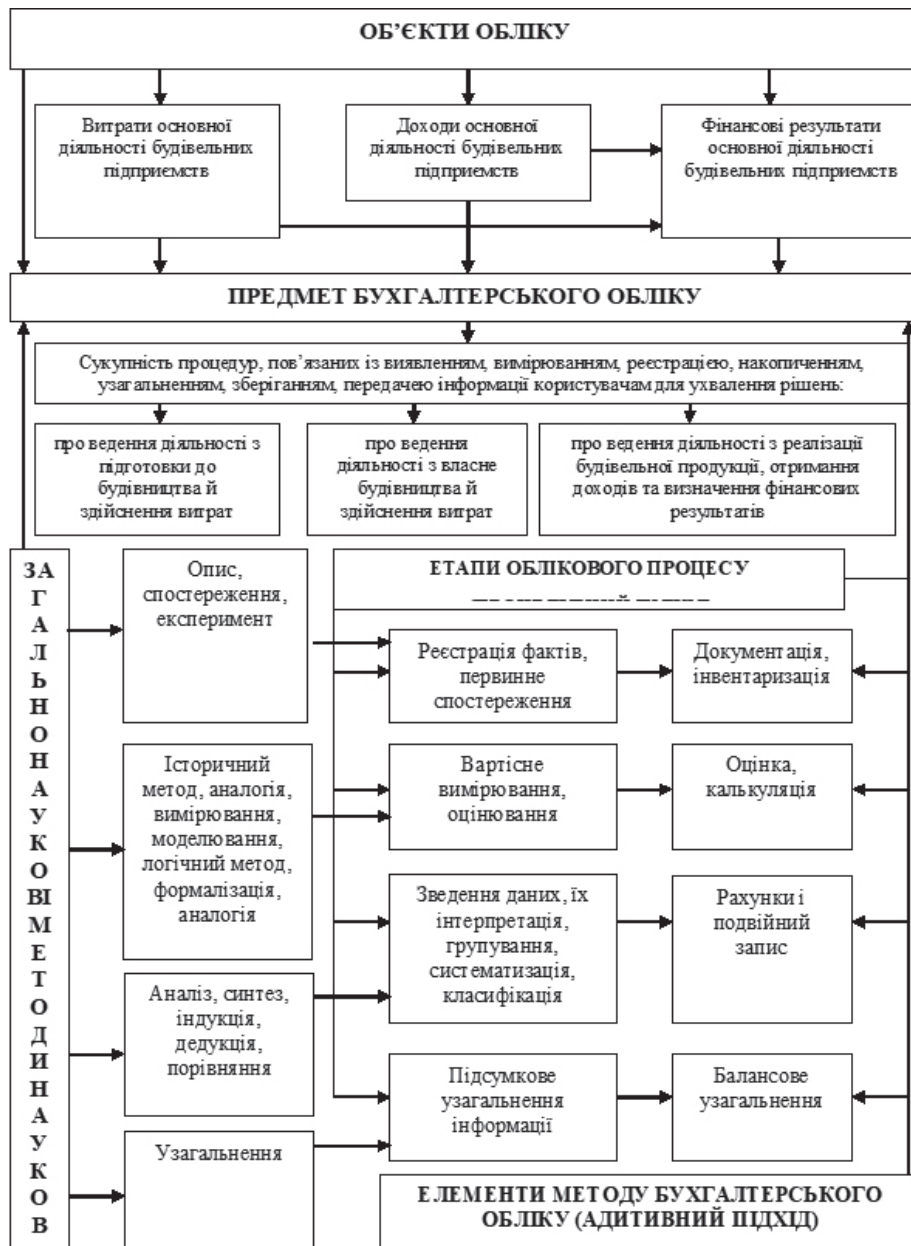 ОБ’ЄКТИ ОБЛІКУ
Витрати основної
діяльності будівельних
підприємств
Доходи основної
діяльності будівельних
підприємств
Фінансові результати
основної діяльності
будівельних підприємств
ПРЕДМЕТ БУХГАЛТЕРСЬКОГО ОБЛІКУ
Сукупність процедур, пов’язаних із виявленням, вимірюванням, реєстрацією, накопиченням,
узагальненням, зберіганням, передачею інформації користувачам для ухвалення рішень:
про ведення діяльності з
підготовки до
будівництва й
здійснення витрат
про ведення
діяльності з власне
будівництва й
здійснення витрат
про ведення діяльності з реалізації
будівельної продукції, отримання
доходів та визначення фінансових
результатів
ЗА
Г
А
Л
Ь
Н
О
Н
А
У
К
О
ВІ
М
Е
Т
О
Д
И
Н
А
У
К
О
В
Опис,
спостереження,
експеримент
Історичний
метод, аналогія,
вимірювання,
моделювання,
логічний метод,
формалізація,
аналогія
Аналіз, синтез,
індукція,
дедукція,
порівняння
Узагальнення
ЕТАПИ ОБЛІКОВОГО ПРОЦЕСУ
Реєстрація фактів,
первинне
спостереження
Документація,
інвентаризація
Вартісне
вимірювання,
оцінювання
Оцінка,
калькуляція
Зведення даних, їх
інтерпретація,
групування,
систематизація,
класифікація
Рахунки і
подвійний
запис
Підсумкове
узагальнення
інформації
Балансове
узагальнення
ЕЛЕМЕНТИ МЕТОДУ БУХГАЛТЕРСЬКОГО
ОБЛІКУ (АДИТИВНИЙ ПІДХІД)